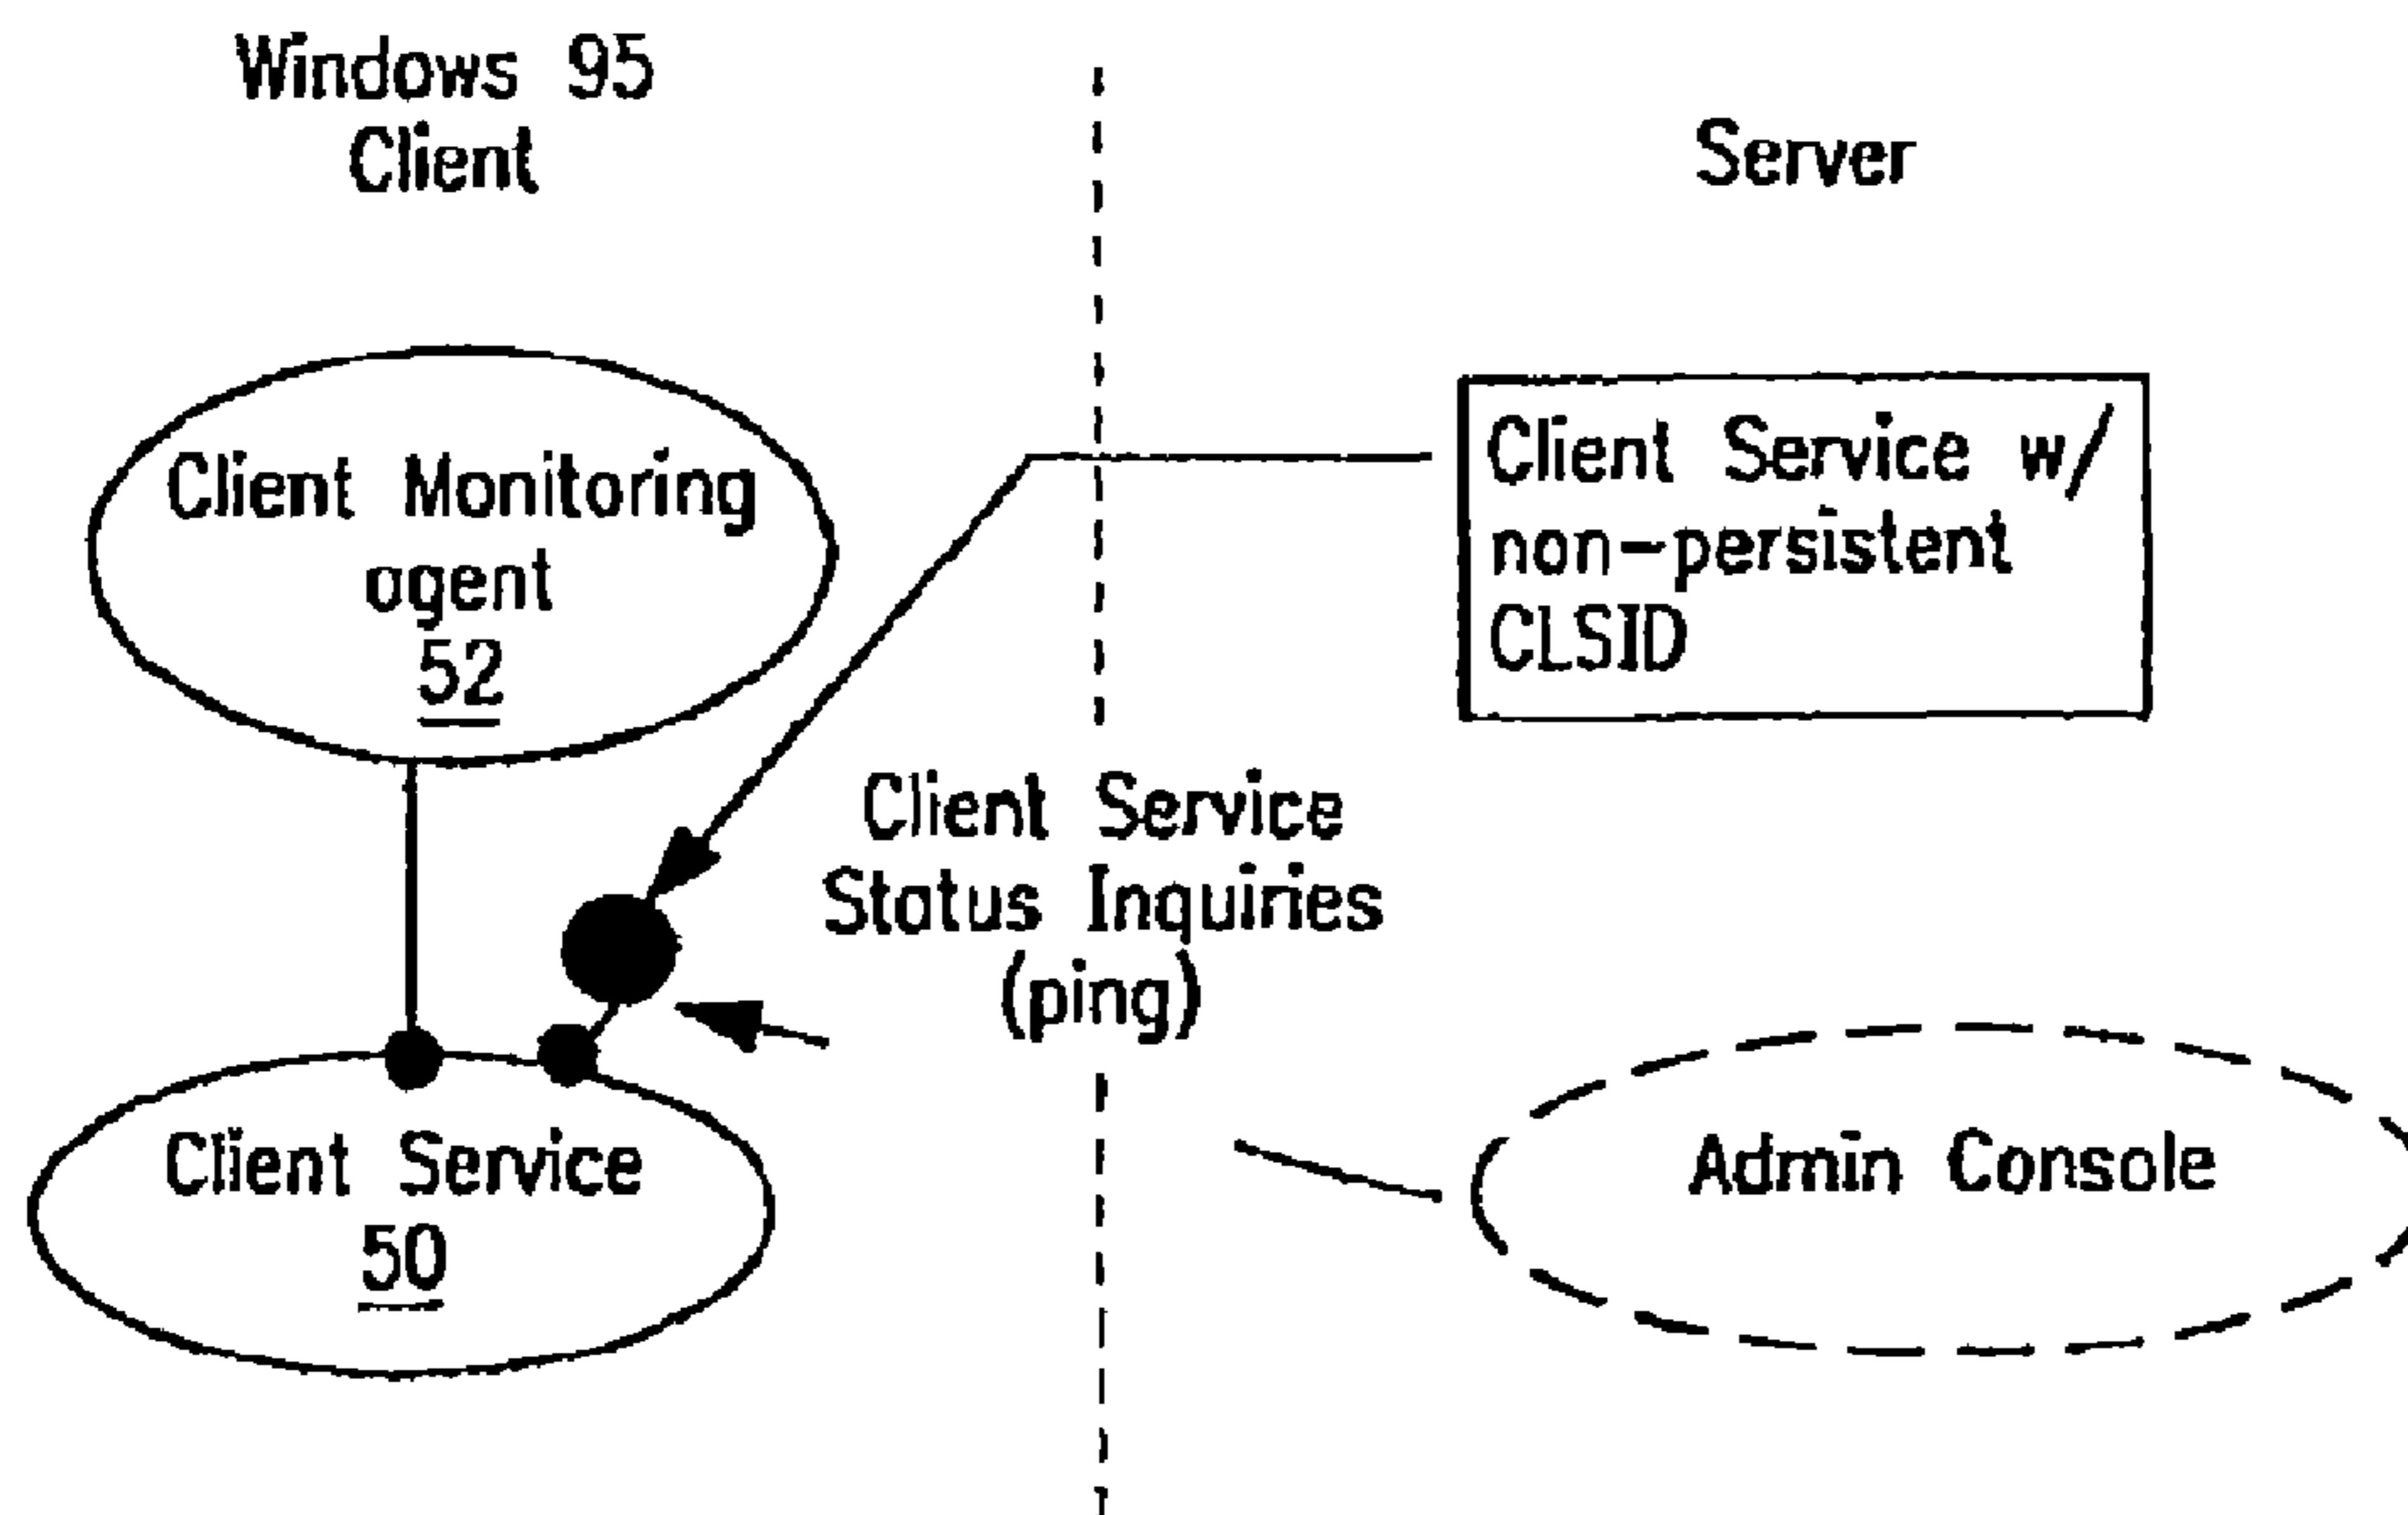 Windows 95
Client
Server
Client Monitoring
agent
52
Client Service w/
non-persistent
CLSID
Client Service
Status Inquiries
(ping)
Client Service
50
Admin Console